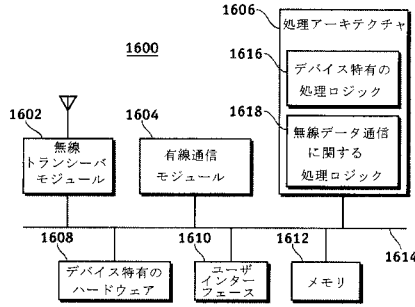 1600
1606
処理アーキテクチャ
1616
デバイス特有の
処理ロジック
1618
無線データ通信
に関する
処理ロジック
1602
無線
トランシーバ
モジュール
1604
有線通信
モジュール
1614
1608
デバイス特有の
ハードウェア
1610
ユーザ
インター
フェース
1612
メモリ